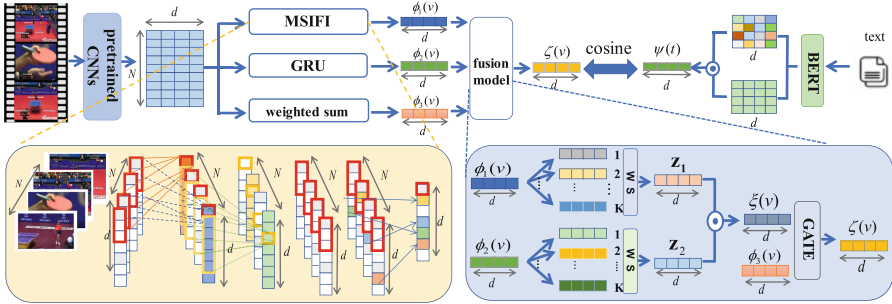 pretrained CNNs
N
d
MSIFI
GRU
weighted sum
ϕ₁(v)
d
ϕ₂(v)
d
ϕ₃(v)
d
fusion model
ζ(v)
d
cosine
ψ(t)
d
d
d
BERT
text
N
N
d
N
d
N
d
N
d
ϕ₁(v)
d
1
2
K
W S
Z₁
d
ϕ₂(v)
d
1
2
K
W S
Z₂
d
ξ(v)
d
ϕ₃(v)
d
GATE
ζ(v)
d